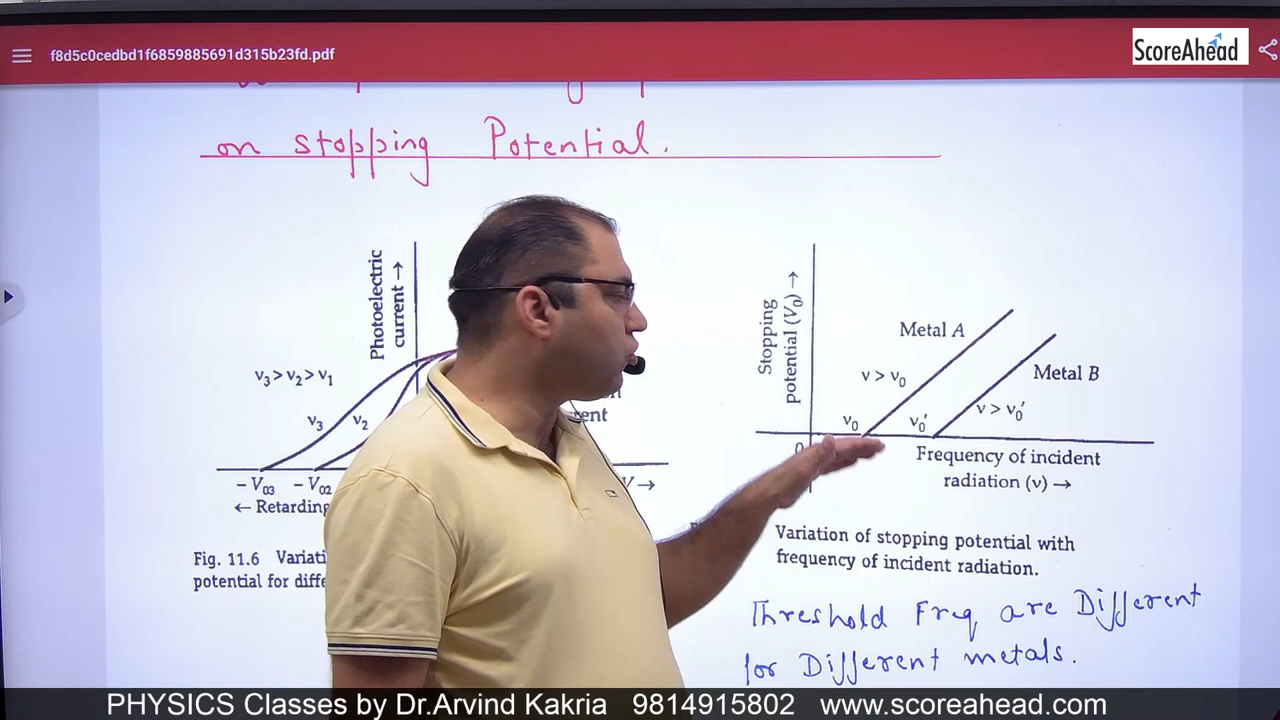 f8d5c0cedbd1f6859885691d315b23fd.pdf
ScoreAhead
on stopping Potential.
Photoelectric
current →
ν₃ > ν₂ > ν₁
ν₃
ν₂
– V₀₃
– V₀₂
V →
← Retarding
Fig. 11.6 Variati
potential for diffe
Stopping
potential (V₀) →
Metal A
ν > ν₀
Metal B
ν > ν₀′
ν₀
ν₀′
0
Frequency of incident
radiation (ν) →
Variation of stopping potential with
frequency of incident radiation.
Threshold Freq are Different
for Different metals.
PHYSICS Classes by Dr.Arvind Kakria 9814915802 www.scoreahead.com